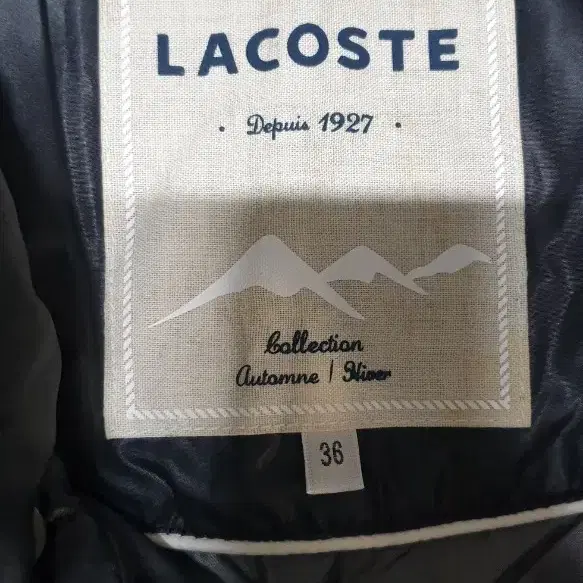 LACOSTE
· Depuis 1927 ·
Collection
Automne / Hiver
36